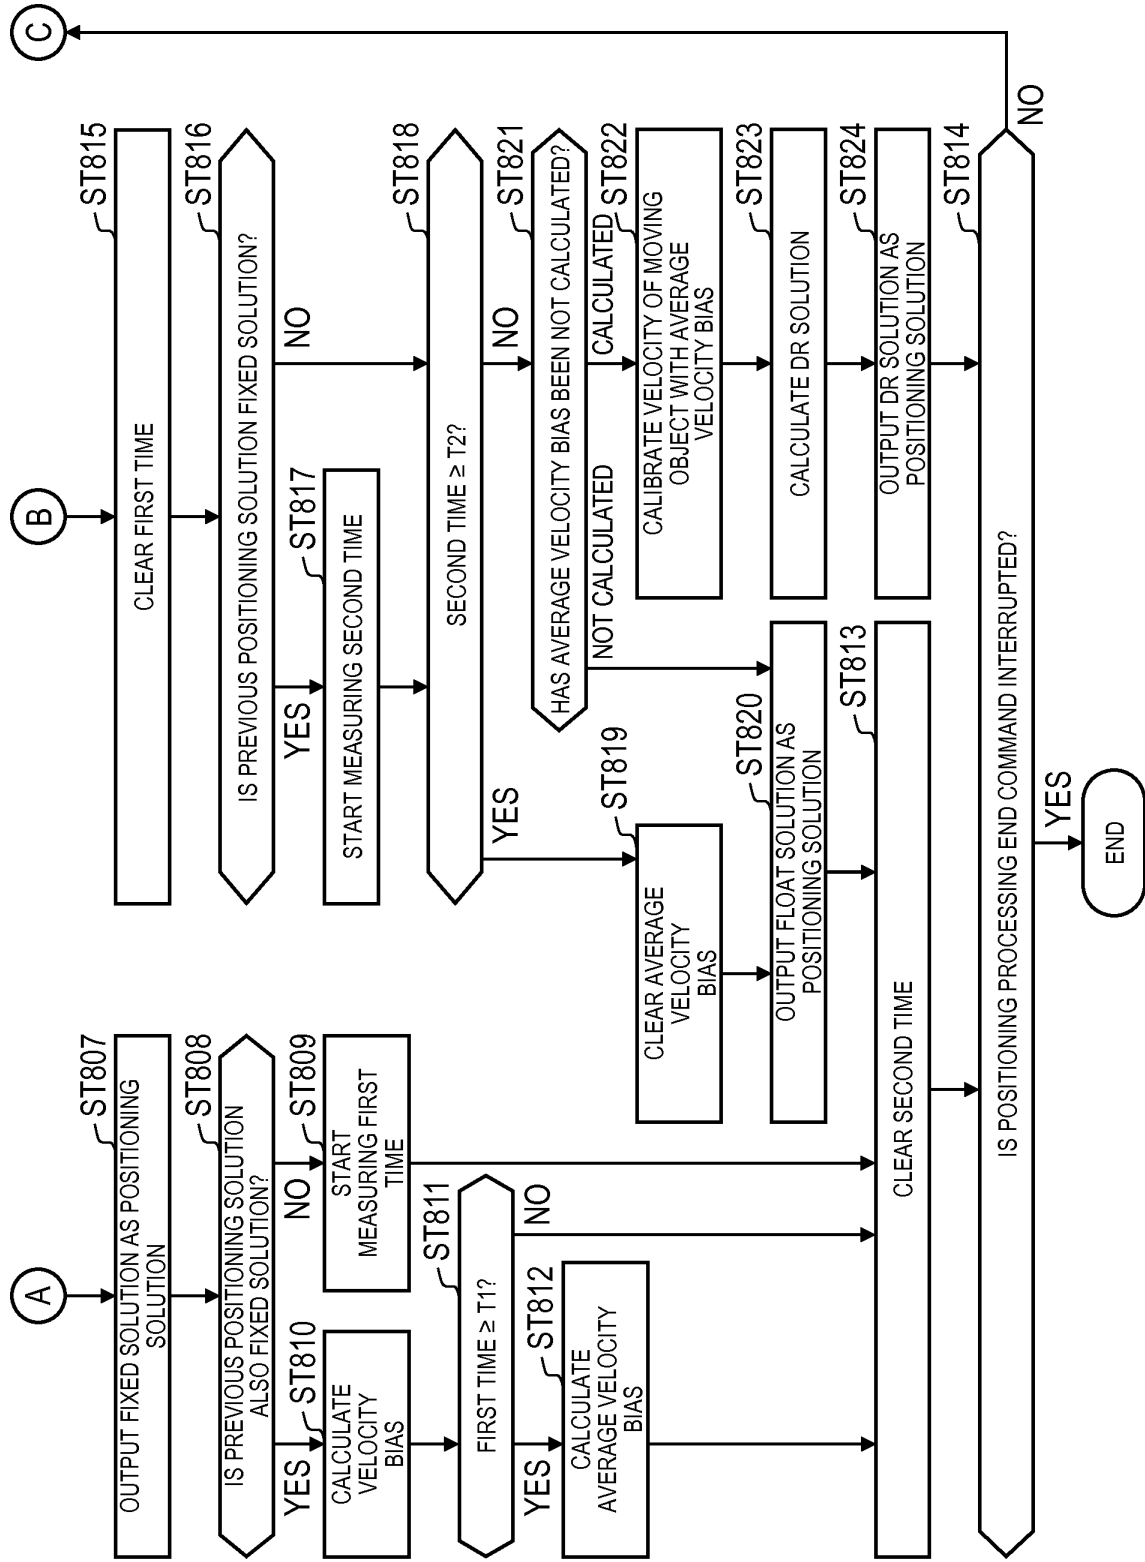 A
ST807
OUTPUT FIXED SOLUTION AS POSITIONING
SOLUTION
ST808
IS PREVIOUS POSITIONING SOLUTION
ALSO FIXED SOLUTION?
YES
NO
ST810
CALCULATE
VELOCITY
BIAS
ST809
START
MEASURING FIRST
TIME
ST811
FIRST TIME ≥ T1?
YES
NO
ST812
CALCULATE
AVERAGE VELOCITY
BIAS
B
ST815
CLEAR FIRST TIME
ST816
IS PREVIOUS POSITIONING SOLUTION FIXED SOLUTION?
YES
NO
ST817
START MEASURING SECOND TIME
ST818
SECOND TIME ≥ T2?
YES
NO
ST821
HAS AVERAGE VELOCITY BIAS BEEN NOT CALCULATED?
NOT CALCULATED
CALCULATED
ST819
CLEAR AVERAGE
VELOCITY
BIAS
ST822
CALIBRATE VELOCITY OF MOVING
OBJECT WITH AVERAGE
VELOCITY BIAS
ST820
OUTPUT FLOAT SOLUTION AS
POSITIONING SOLUTION
ST823
CALCULATE DR SOLUTION
ST813
CLEAR SECOND TIME
ST824
OUTPUT DR SOLUTION AS
POSITIONING SOLUTION
ST814
IS POSITIONING PROCESSING END COMMAND INTERRUPTED?
YES
NO
END
C